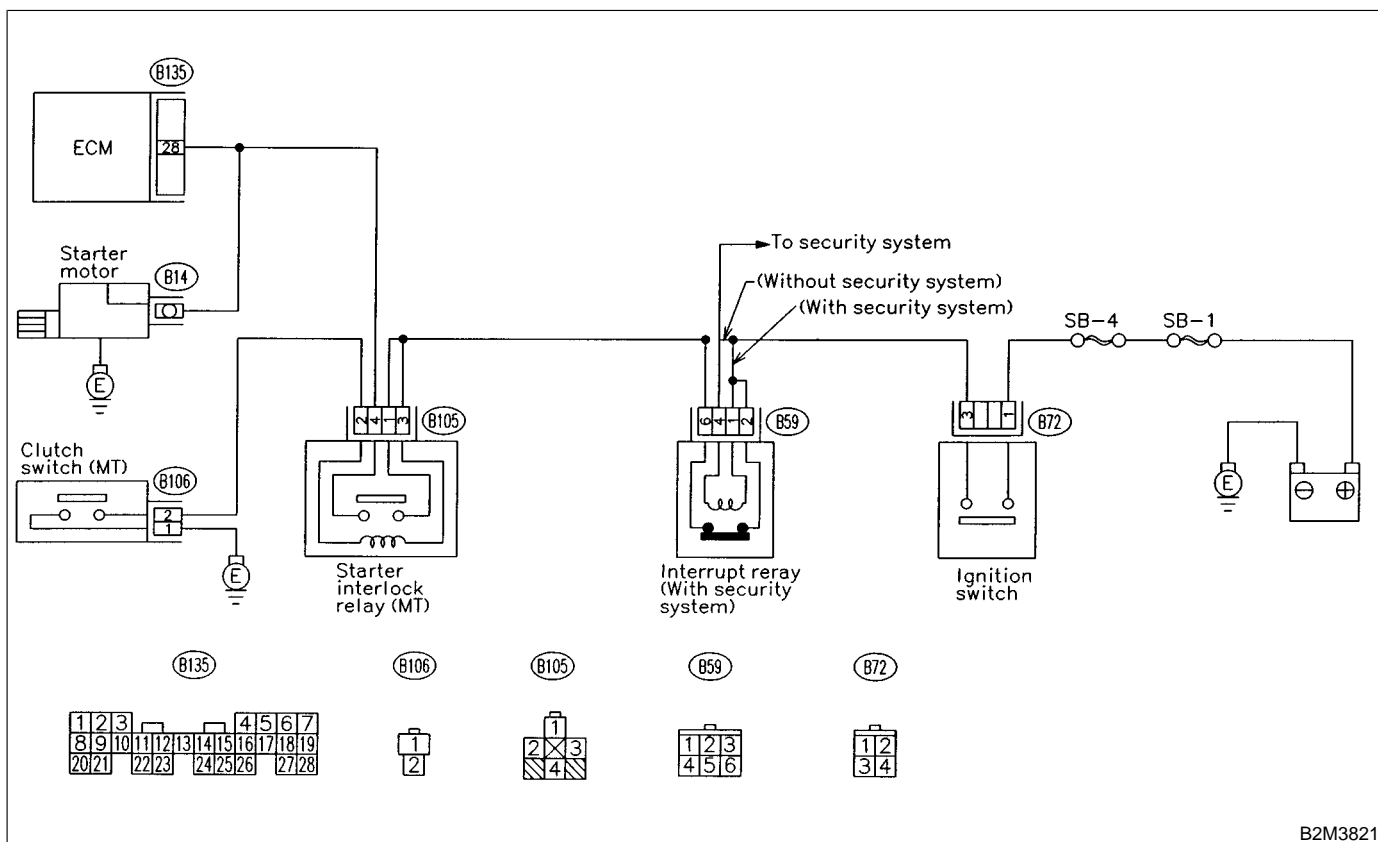 B135
ECM
28
Starter
motor
B14
To security system
(Without security system)
(With security system)
SB-4
SB-1
E
2 4 1 3
B105
6 4 1 2
B59
3 1
B72
Clutch
switch (MT)
B106
2
1
E
E
Starter
interlock
relay (MT)
Interrupt reray
(With security
system)
Ignition
switch
B135
B106
B105
B59
B72
1 2 3 4 5 6 7
8 9 10 11 12 13 14 15 16 17 18 19
20 21 22 23 24 25 26 27 28
1
2
1
2 3
4
1 2 3
4 5 6
1 2
3 4
B2M3821